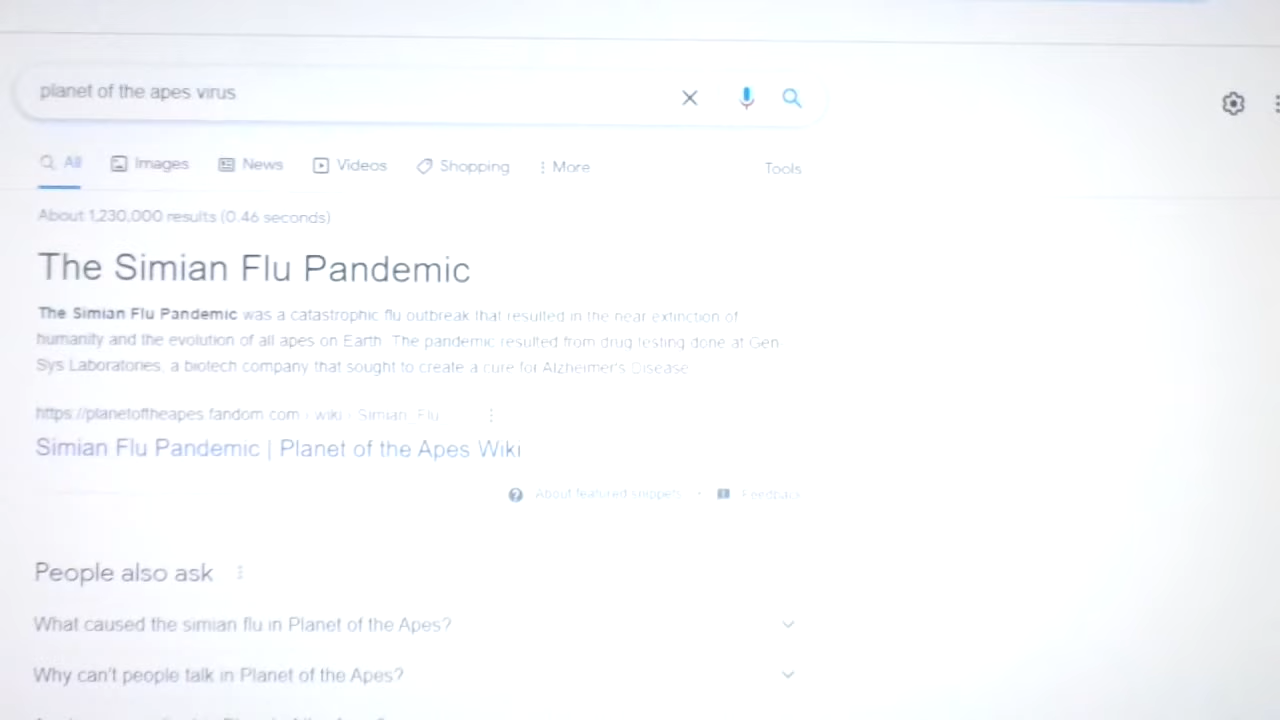 planet of the apes virus
All Images News Videos Shopping More Tools
About 1,230,000 results (0.46 seconds)
The Simian Flu Pandemic
The Simian Flu Pandemic was a catastrophic flu outbreak that resulted in the near extinction of
humanity and the evolution of all apes on Earth. The pandemic resulted from drug testing done at Gen
Sys Laboratories, a biotech company that sought to create a cure for Alzheimer's Disease
https://planetoftheapes.fandom.com › wiki › Simian_Flu
Simian Flu Pandemic | Planet of the Apes Wiki
About featured snippets • Feedback
People also ask
What caused the simian flu in Planet of the Apes?
Why can't people talk in Planet of the Apes?